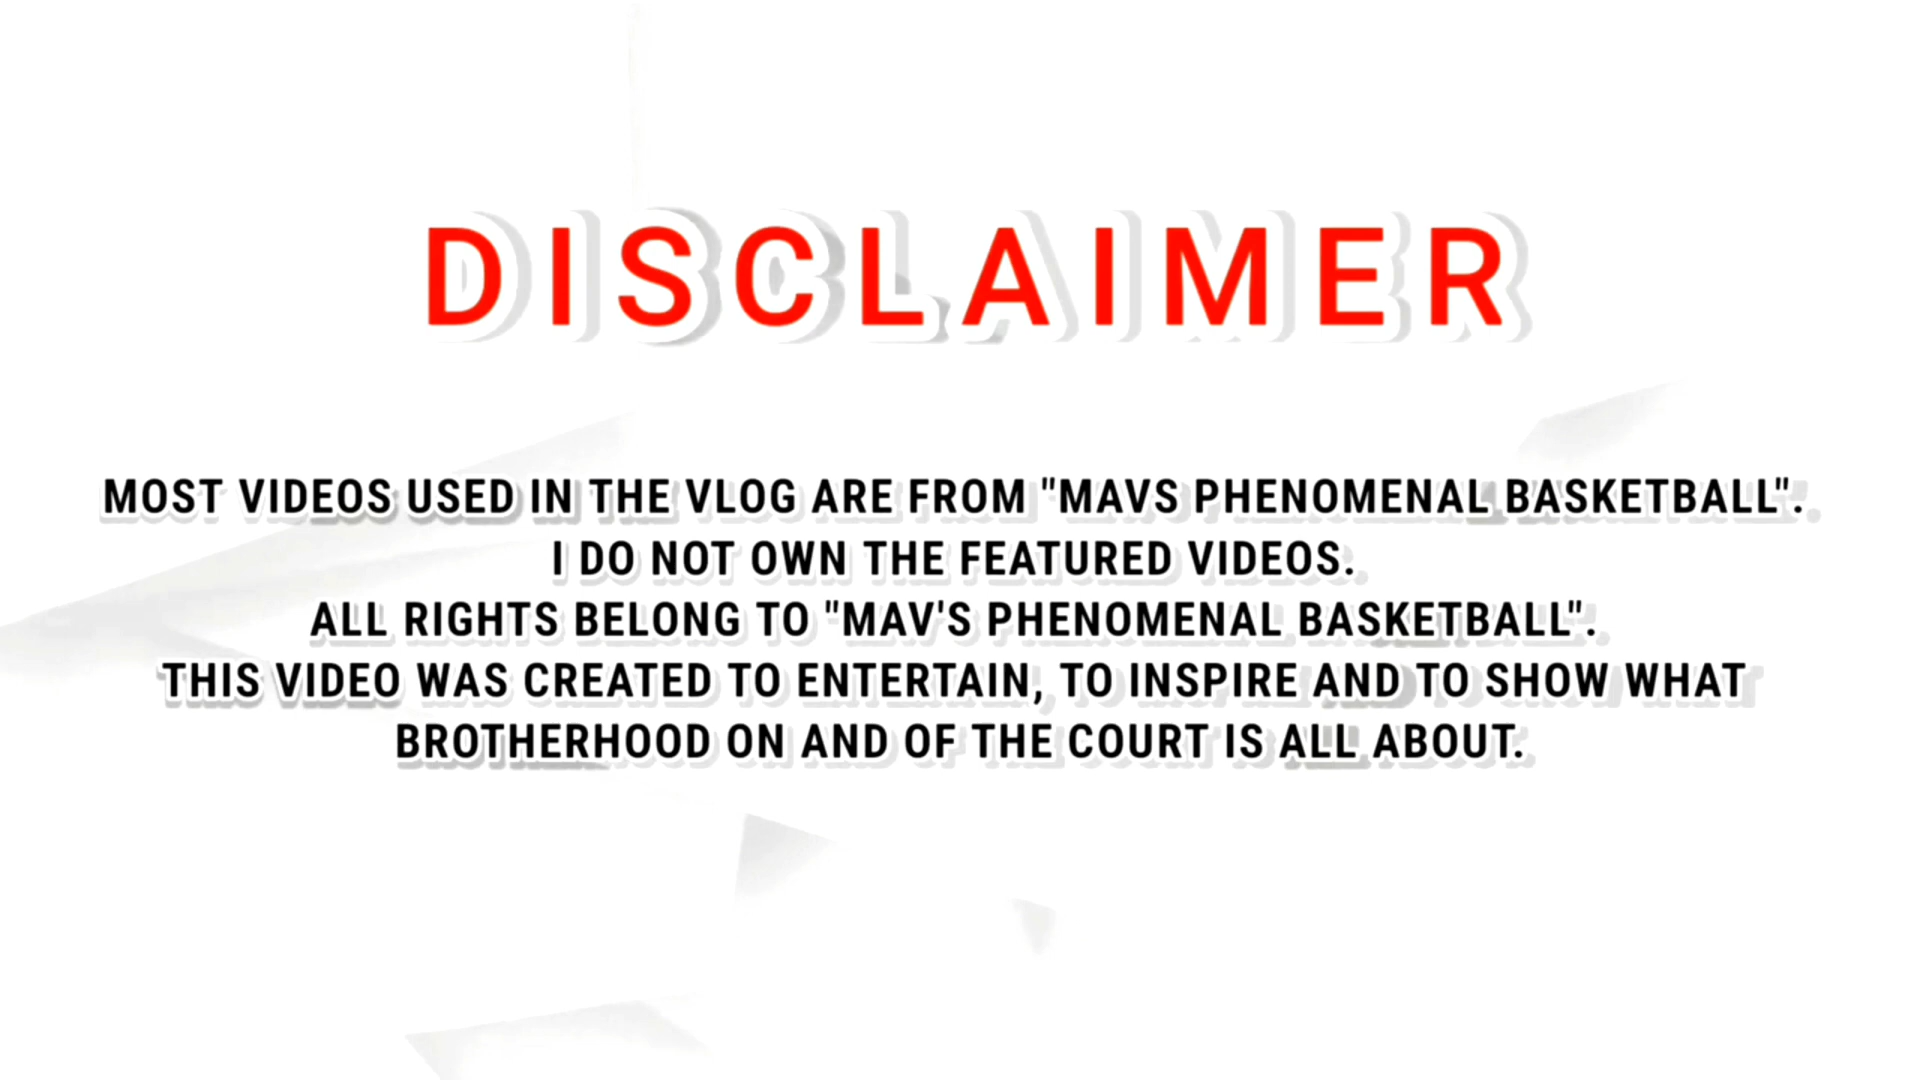 DISCLAIMER
MOST VIDEOS USED IN THE VLOG ARE FROM "MAVS PHENOMENAL BASKETBALL".
I DO NOT OWN THE FEATURED VIDEOS.
ALL RIGHTS BELONG TO "MAV'S PHENOMENAL BASKETBALL".
THIS VIDEO WAS CREATED TO ENTERTAIN, TO INSPIRE AND TO SHOW WHAT
BROTHERHOOD ON AND OF THE COURT IS ALL ABOUT.